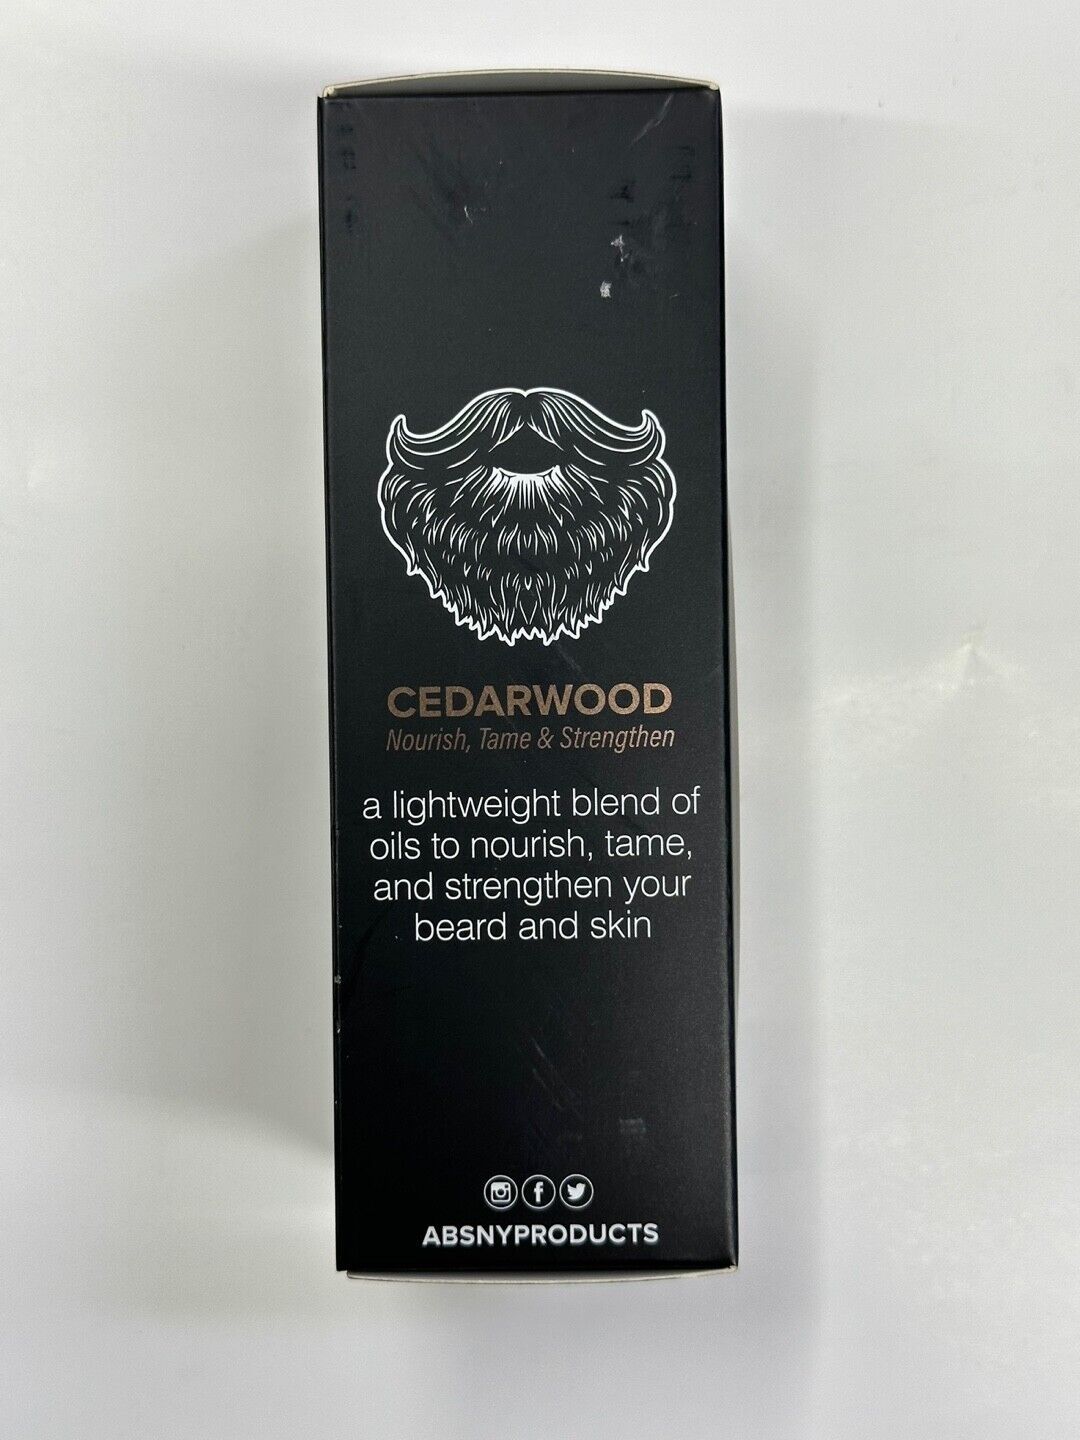 CEDARWOOD
Nourish, Tame & Strengthen
a lightweight blend of
oils to nourish, tame,
and strengthen your
beard and skin
ABSNYPRODUCTS